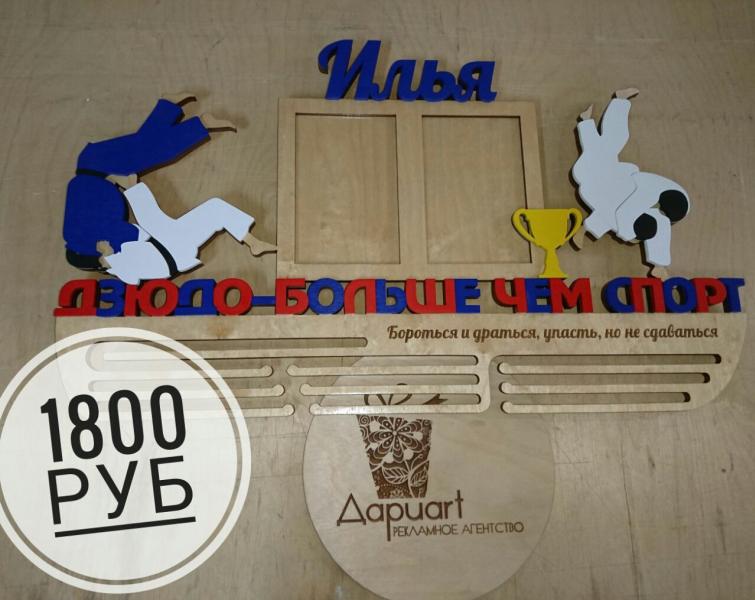 Илья
ДЗЮДО-БОЛЬШЕ ЧЕМ СПОРТ
Бороться и драться, упасть, но не сдаваться
1800
РУБ
Дариart
РЕКЛАМНОЕ АГЕНТСТВО